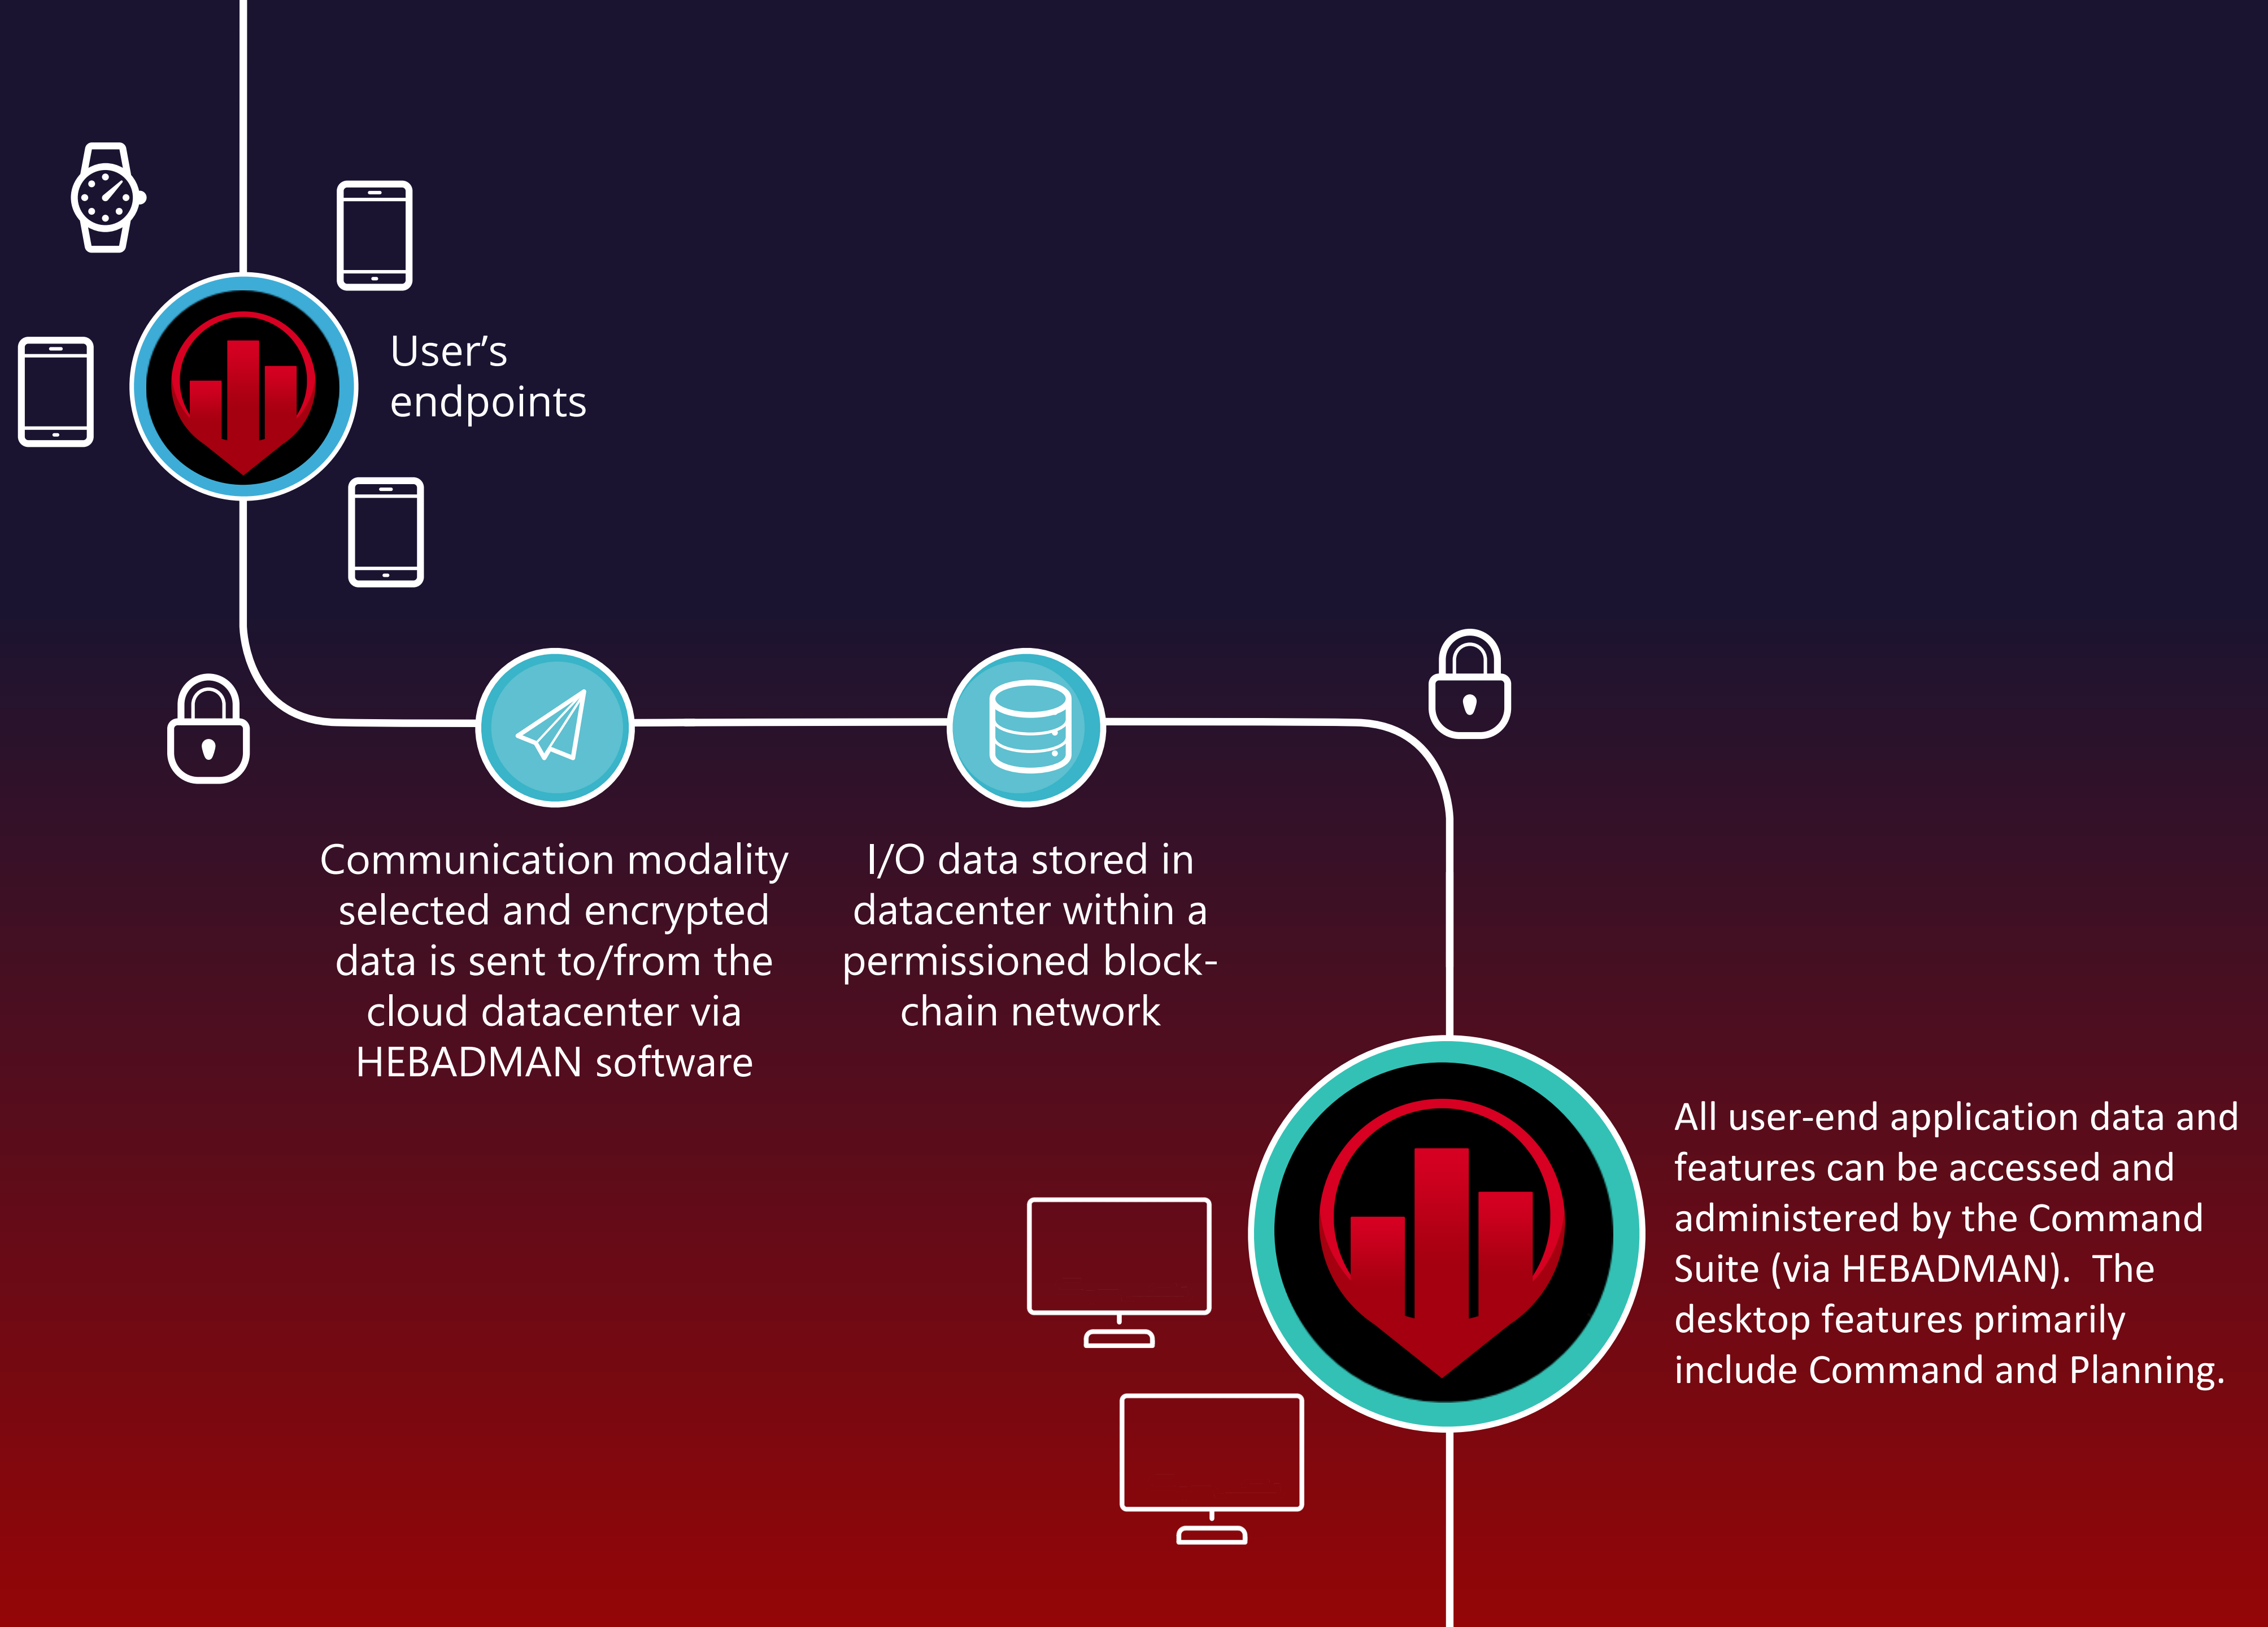 User’s
endpoints
Communication modality
selected and encrypted
data is sent to/from the
cloud datacenter via
HEBADMAN software
I/O data stored in
datacenter within a
permissioned block-
chain network
All user-end application data and
features can be accessed and
administered by the Command
Suite (via HEBADMAN).  The
desktop features primarily
include Command and Planning.